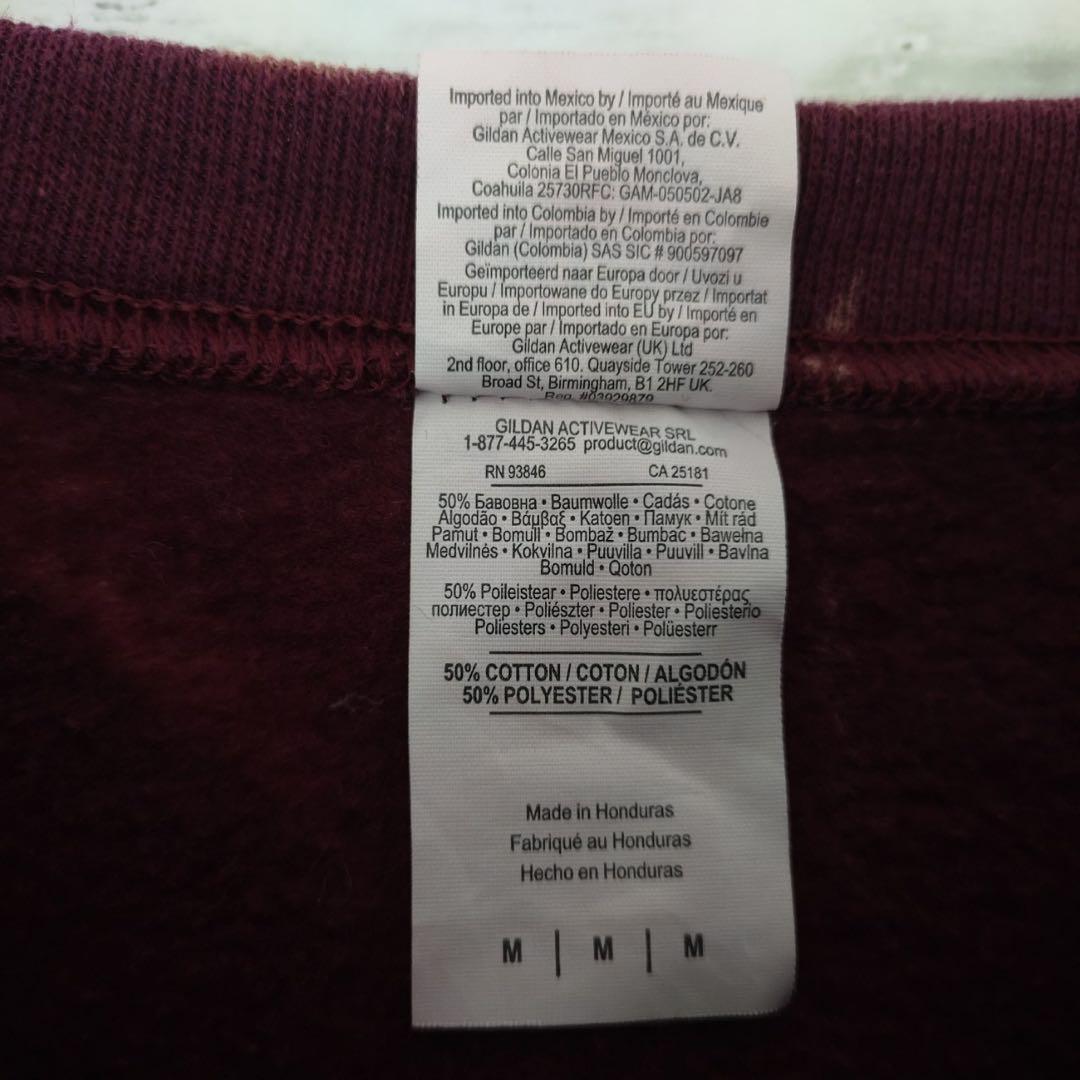 Imported into Mexico by / Importé au Mexique
par / Importado en México por:
Gildan Activewear Mexico S.A. de C.V.
Calle San Miguel 1001,
Colonia El Pueblo Monclova,
Coahuila 25730RFC: GAM-050502-JA8
Imported into Colombia by / Importé en Colombie
par / Importado en Colombia por:
Gildan (Colombia) SAS SIC # 900597097
Geïmporteerd naar Europa door / Uvozi u
Europu / Importowane do Europy przez / Importat
in Europa de / Imported into EU by / Importé en
Europe par / Importado en Europa por:
Gildan Activewear (UK) Ltd
2nd floor, office 610. Quayside Tower 252-260
Broad St, Birmingham, B1 2HF UK.
Reg. #03929879
GILDAN ACTIVEWEAR SRL
1-877-445-3265 product@gildan.com
RN 93846 CA 25181
50% Бавовна • Baumwolle • Cadás • Cotone
Algodão • Βάμβαξ • Katoen • Памук • Mit rád
Pamut • Bomull • Bombaž • Bumbac • Bawełna
Medvilnės • Kokvilna • Puuvilla • Puuvill • Bavlna
Bomuld • Qoton
50% Poileistear • Poliestere • πολυεστέρας
полиестер • Poliészter • Poliester • Poliesterio
Poliesters • Polyesteri • Polüesterr
50% COTTON / COTON / ALGODÓN
50% POLYESTER / POLIÉSTER
Made in Honduras
Fabriqué au Honduras
Hecho en Honduras
M | M | M